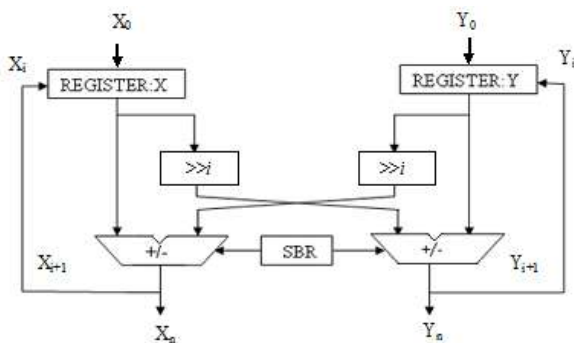 X₀
Y₀
Xᵢ
Yᵢ
REGISTER:X
REGISTER:Y
>>i
>>i
+/-
SBR
+/-
Xᵢ₊₁
Yᵢ₊₁
Xₙ
Yₙ